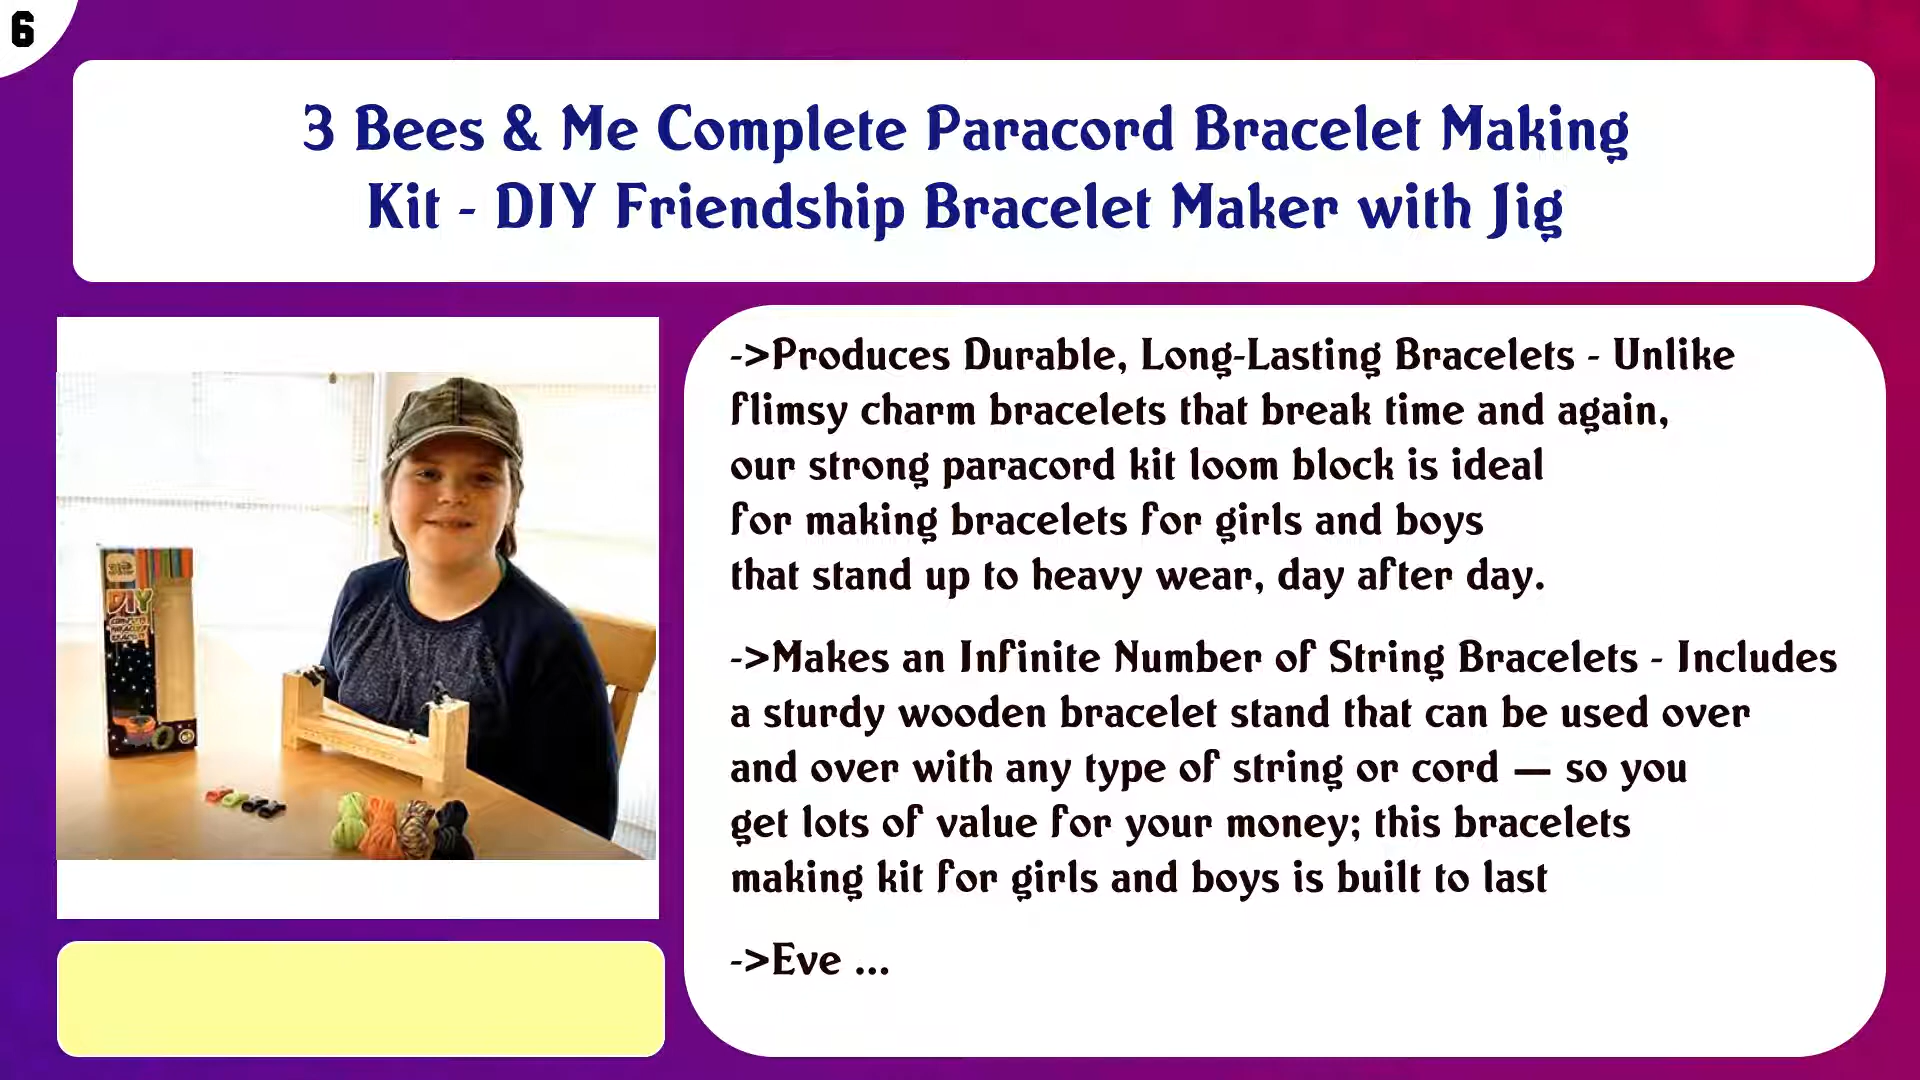 6
3 Bees & Me Complete Paracord Bracelet Making
Kit - DIY Friendship Bracelet Maker with Jig
->Produces Durable, Long-Lasting Bracelets - Unlike
flimsy charm bracelets that break time and again,
our strong paracord kit loom block is ideal
for making bracelets for girls and boys
that stand up to heavy wear, day after day.
->Makes an Infinite Number of String Bracelets - Includes
a sturdy wooden bracelet stand that can be used over
and over with any type of string or cord — so you
get lots of value for your money; this bracelets
making kit for girls and boys is built to last
->Eve ...
DIY